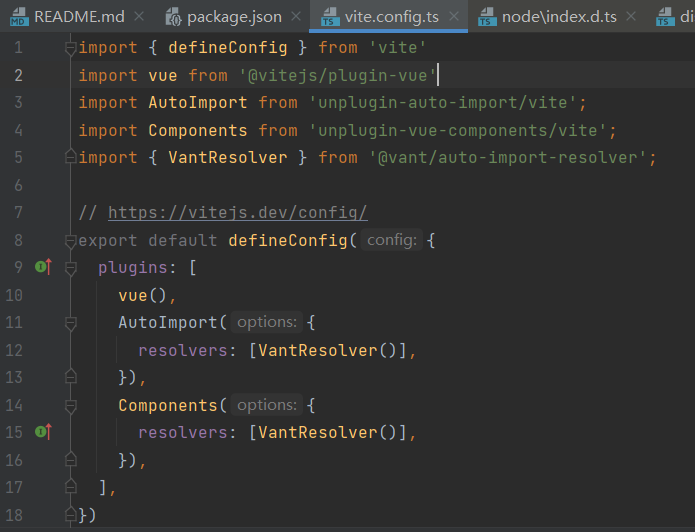 README.md package.json vite.config.ts node\index.d.ts di
1 import { defineConfig } from 'vite'
2 import vue from '@vitejs/plugin-vue'
3 import AutoImport from 'unplugin-auto-import/vite';
4 import Components from 'unplugin-vue-components/vite';
5 import { VantResolver } from '@vant/auto-import-resolver';
6
7 // https://vitejs.dev/config/
8 export default defineConfig( config: {
9   plugins: [
10     vue(),
11     AutoImport( options: {
12       resolvers: [VantResolver()],
13     }),
14     Components( options: {
15       resolvers: [VantResolver()],
16     }),
17   ],
18 })